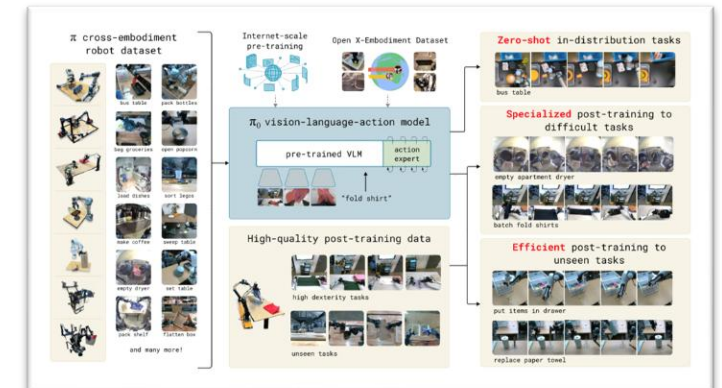 π cross-embodiment
robot dataset
bus table
pack bottles
bag groceries
open popcorn
load dishes
sort legos
make coffee
sweep table
empty dryer
set table
pack shelf
flatten box
and many more!
Internet-scale
pre-training
Open X-Embodiment Dataset
π₀ vision-language-action model
pre-trained VLM
action
expert
"fold shirt"
High-quality post-training data
high dexterity tasks
unseen tasks
Zero-shot in-distribution tasks
bus table
Specialized post-training to
difficult tasks
empty apartment dryer
batch fold shirts
Efficient post-training to
unseen tasks
put items in drawer
replace paper towel